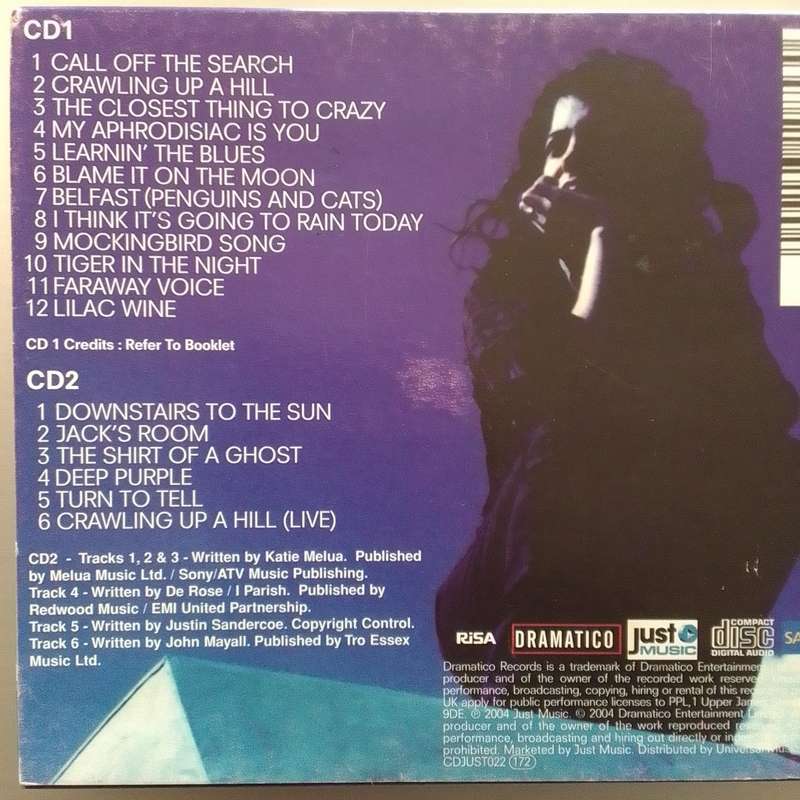 CD1
1 CALL OFF THE SEARCH
2 CRAWLING UP A HILL
3 THE CLOSEST THING TO CRAZY
4 MY APHRODISIAC IS YOU
5 LEARNIN' THE BLUES
6 BLAME IT ON THE MOON
7 BELFAST (PENGUINS AND CATS)
8 I THINK IT'S GOING TO RAIN TODAY
9 MOCKINGBIRD SONG
10 TIGER IN THE NIGHT
11 FARAWAY VOICE
12 LILAC WINE
CD 1 Credits : Refer To Booklet
CD2
1 DOWNSTAIRS TO THE SUN
2 JACK'S ROOM
3 THE SHIRT OF A GHOST
4 DEEP PURPLE
5 TURN TO TELL
6 CRAWLING UP A HILL (LIVE)
CD2 - Tracks 1, 2 & 3 - Written by Katie Melua. Published
by Melua Music Ltd. / Sony/ATV Music Publishing.
Track 4 - Written by De Rose / I Parish. Published by
Redwood Music / EMI United Partnership.
Track 5 - Written by Justin Sandercoe. Copyright Control.
Track 6 - Written by John Mayall. Published by Tro Essex
Music Ltd.
RiSA
DRAMATICO
just MUSIC
COMPACT disc DIGITAL AUDIO
SA
Dramatico Records is a trademark of Dramatico Entertainment
producer and of the owner of the recorded work reserved.
performance, broadcasting, copying, hiring or rental of this
UK apply for public performance licenses to PPL, 1 Upper James
9DE. ℗ 2004 Just Music. © 2004 Dramatico Entertainment
producer and of the owner of the work reproduced
performance, broadcasting and hiring out directly or
prohibited. Marketed by Just Music. Distributed by Universal
CDJUST022 (172)